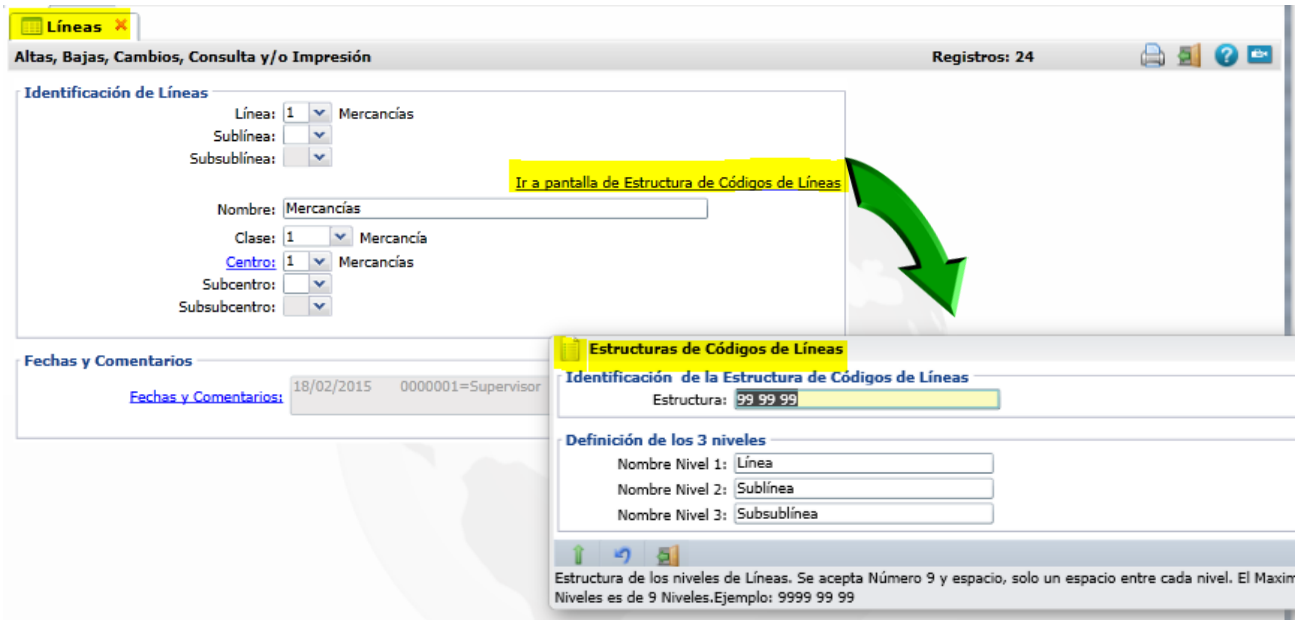 Líneas
Altas, Bajas, Cambios, Consulta y/o Impresión
Registros: 24
Identificación de Líneas
Línea: 1 Mercancías
Sublínea:
Subsublínea:
Ir a pantalla de Estructura de Códigos de Líneas
Nombre: Mercancías
Clase: 1 Mercancía
Centro: 1 Mercancías
Subcentro:
Subsubcentro:
Fechas y Comentarios
Fechas y Comentarios: 18/02/2015 0000001=Supervisor
Estructuras de Códigos de Líneas
Identificación de la Estructura de Códigos de Líneas
Estructura: 99 99 99
Definición de los 3 niveles
Nombre Nivel 1: Línea
Nombre Nivel 2: Sublínea
Nombre Nivel 3: Subsublínea
Estructura de los niveles de Líneas. Se acepta Número 9 y espacio, solo un espacio entre cada nivel. El Maxim
Niveles es de 9 Niveles.Ejemplo: 9999 99 99